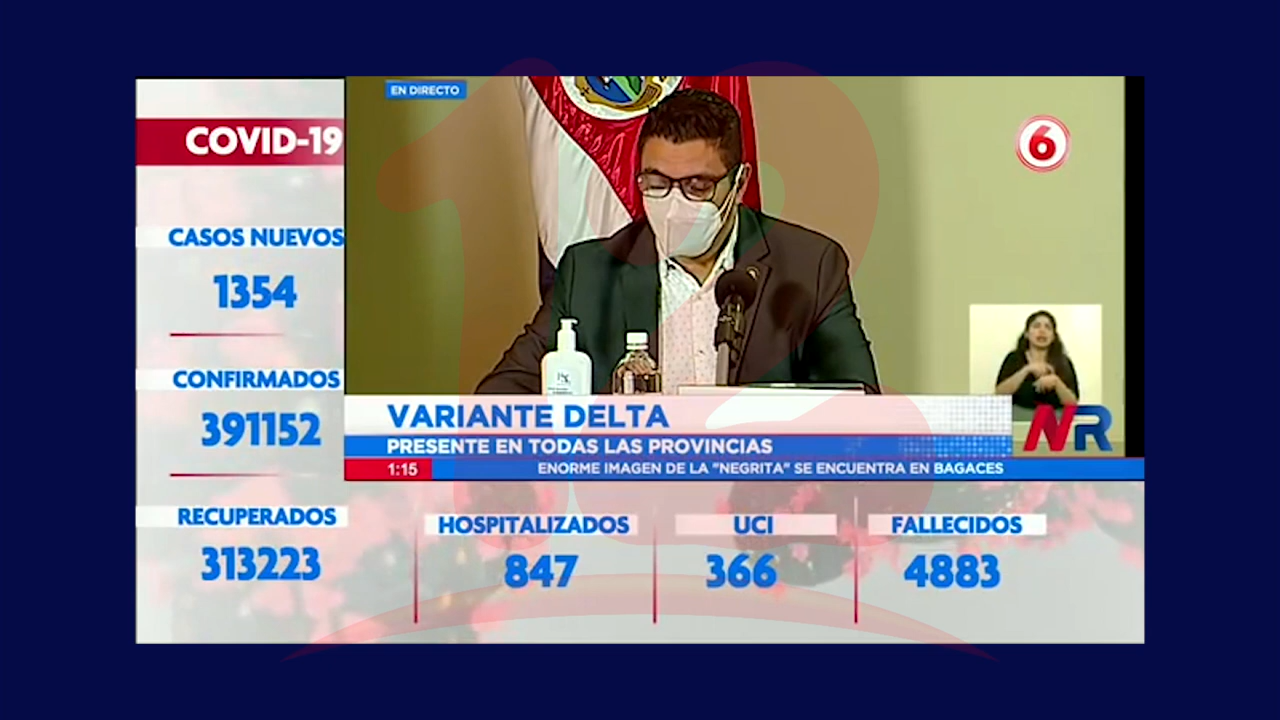 EN DIRECTO
6
COVID-19
CASOS NUEVOS
1354
CONFIRMADOS
391152
RECUPERADOS
313223
VARIANTE DELTA
PRESENTE EN TODAS LAS PROVINCIAS
NR
1:15
ENORME IMAGEN DE LA "NEGRITA" SE ENCUENTRA EN BAGACES
HOSPITALIZADOS
847
UCI
366
FALLECIDOS
4883